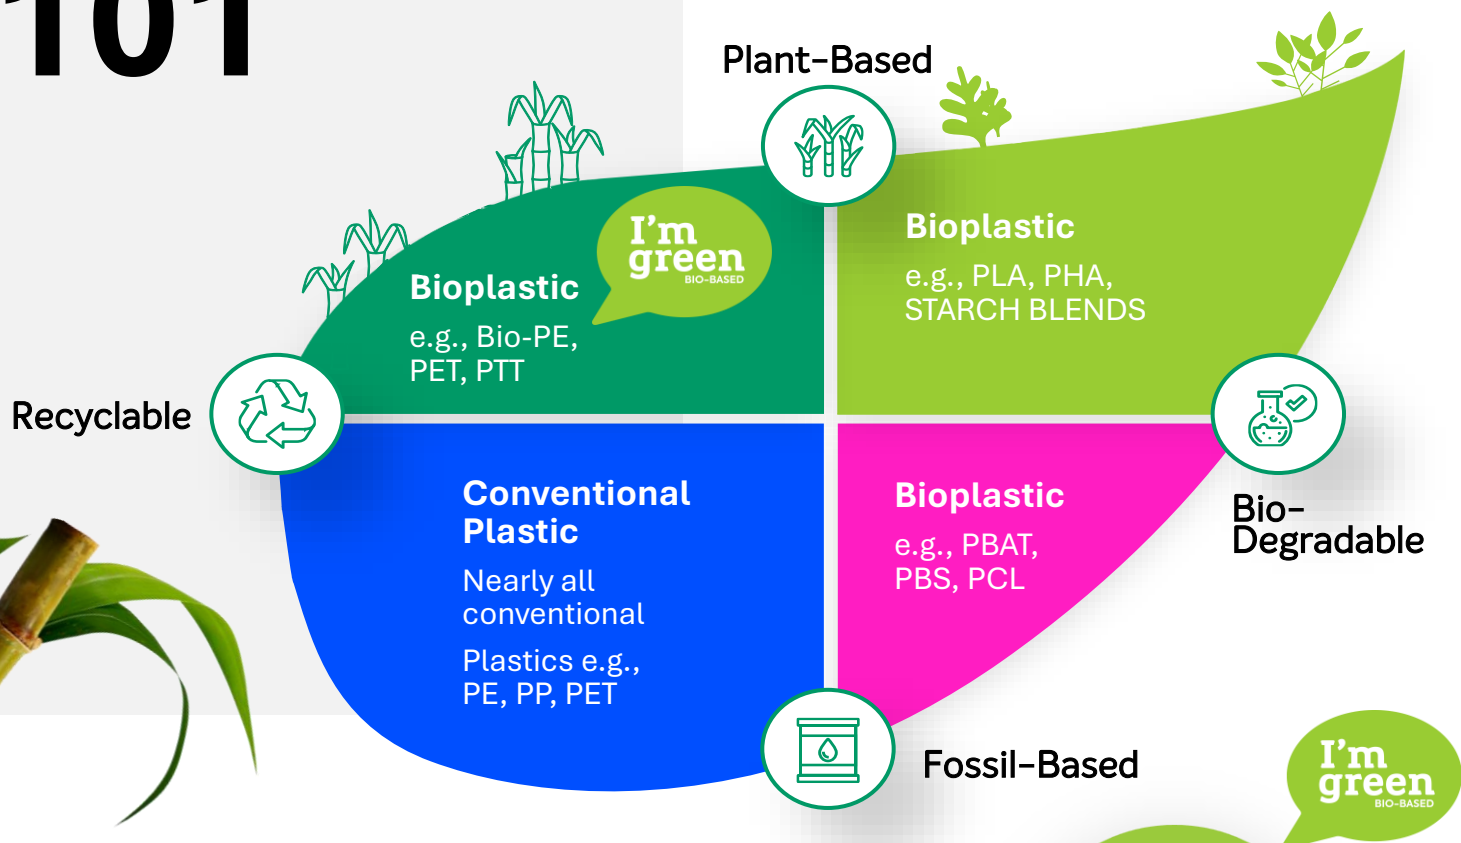 101
Plant-Based
I'm
green
BIO-BASED
Bioplastic
e.g., Bio-PE,
PET, PTT
Bioplastic
e.g., PLA, PHA,
STARCH BLENDS
Recyclable
Bio-
Degradable
Conventional
Plastic
Nearly all
conventional
Plastics e.g.,
PE, PP, PET
Bioplastic
e.g., PBAT,
PBS, PCL
Fossil-Based
I'm
green
BIO-BASED